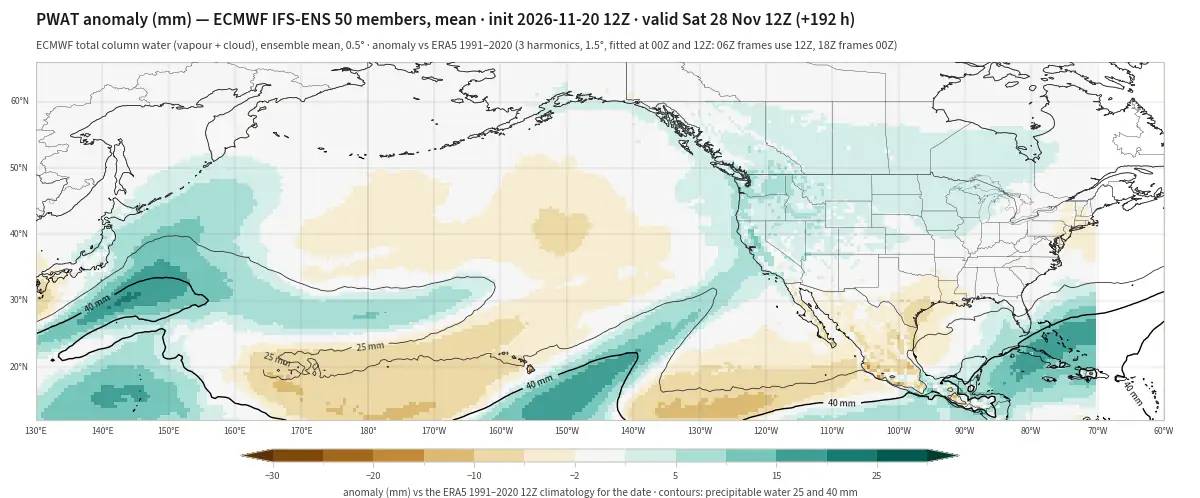 PWAT anomaly (mm) — ECMWF IFS-ENS 50 members, mean · init 2026-11-20 12Z · valid Sat 28 Nov 12Z (+192 h)
ECMWF total column water (vapour + cloud), ensemble mean, 0.5° · anomaly vs ERA5 1991–2020 (3 harmonics, 1.5°, fitted at 00Z and 12Z: 06Z frames use 12Z, 18Z frames 00Z)
60°N
50°N
40°N
30°N
20°N
40 mm
25 mm
25 mm
40 mm
40 mm
40 mm
130°E 140°E 150°E 160°E 170°E 180° 170°W 160°W 150°W 140°W 130°W 120°W 110°W 100°W 90°W 80°W 70°W 60°W
−30 −20 −10 −2 5 15 25
anomaly (mm) vs the ERA5 1991–2020 12Z climatology for the date · contours: precipitable water 25 and 40 mm